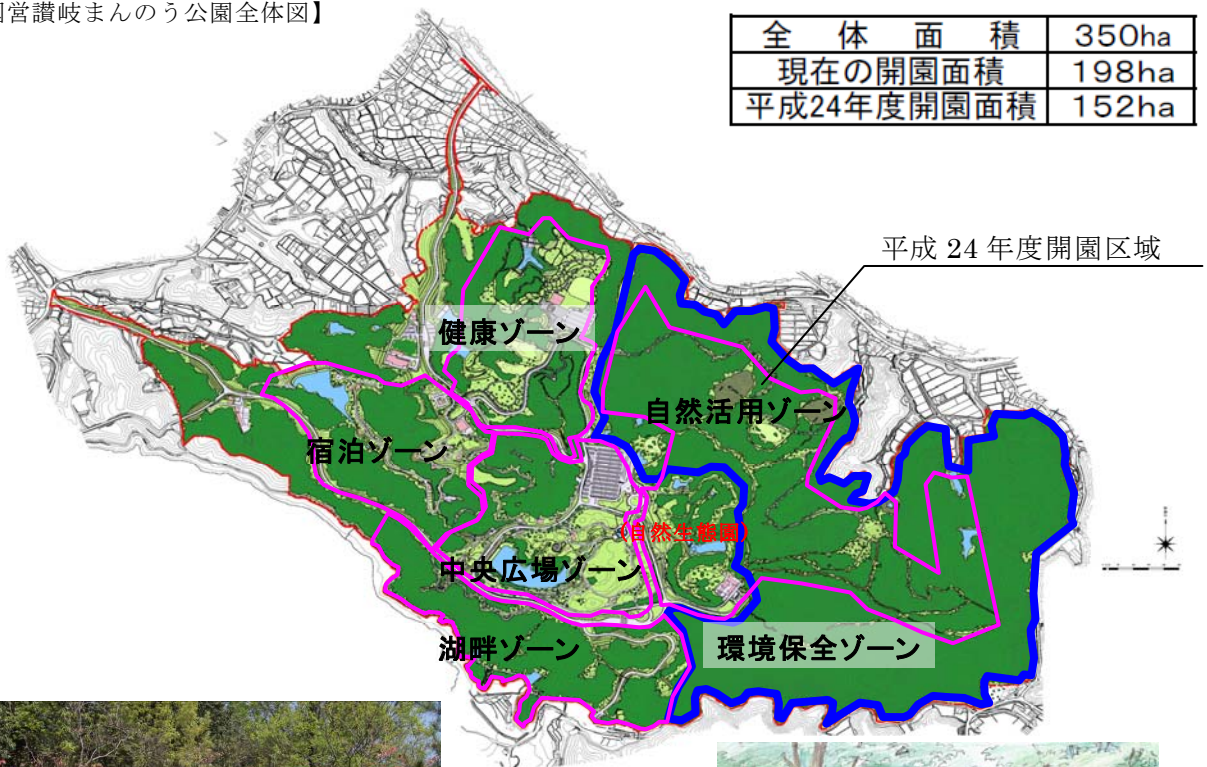 営讃岐まんのう公園全体図】
全体面積 350ha
現在の開園面積 198ha
平成24年度開園面積 152ha
平成 24 年度開園区域
健康ゾーン
自然活用ゾーン
宿泊ゾーン
(自然生態園)
中央広場ゾーン
湖畔ゾーン
環境保全ゾーン